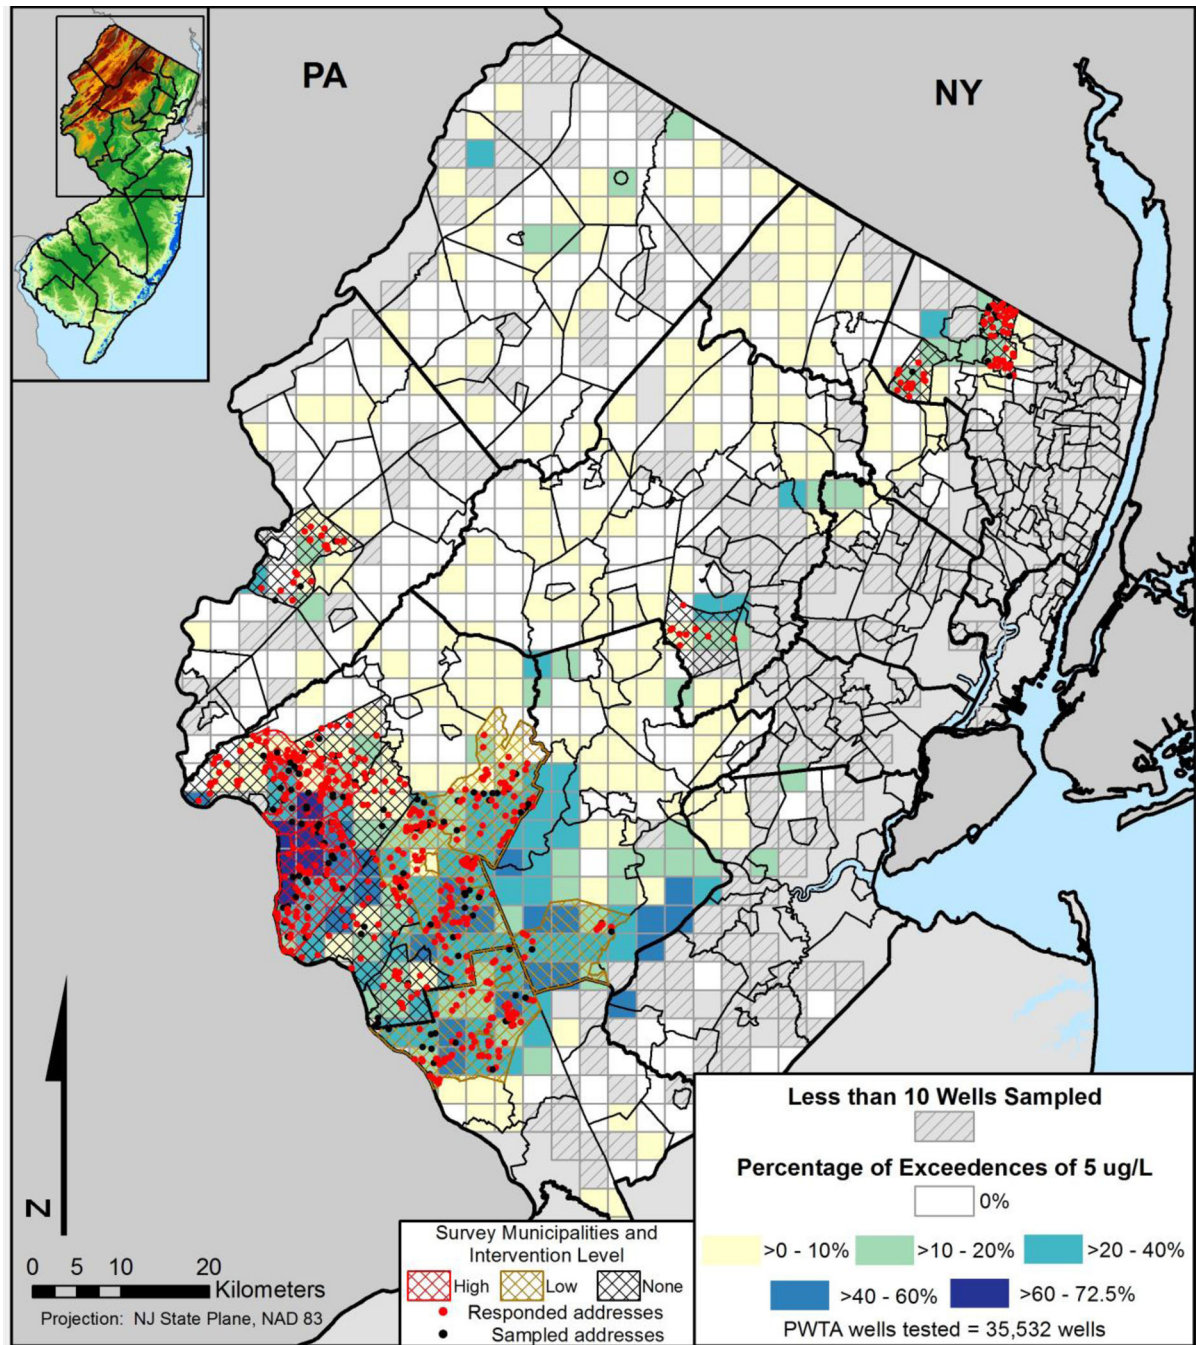 PA
NY
N
0 5 10 20
Kilometers
Projection: NJ State Plane, NAD 83
Survey Municipalities and
Intervention Level
High Low None
Responded addresses
Sampled addresses
Less than 10 Wells Sampled
Percentage of Exceedences of 5 ug/L
0%
>0 - 10% >10 - 20% >20 - 40%
>40 - 60% >60 - 72.5%
PWTA wells tested = 35,532 wells